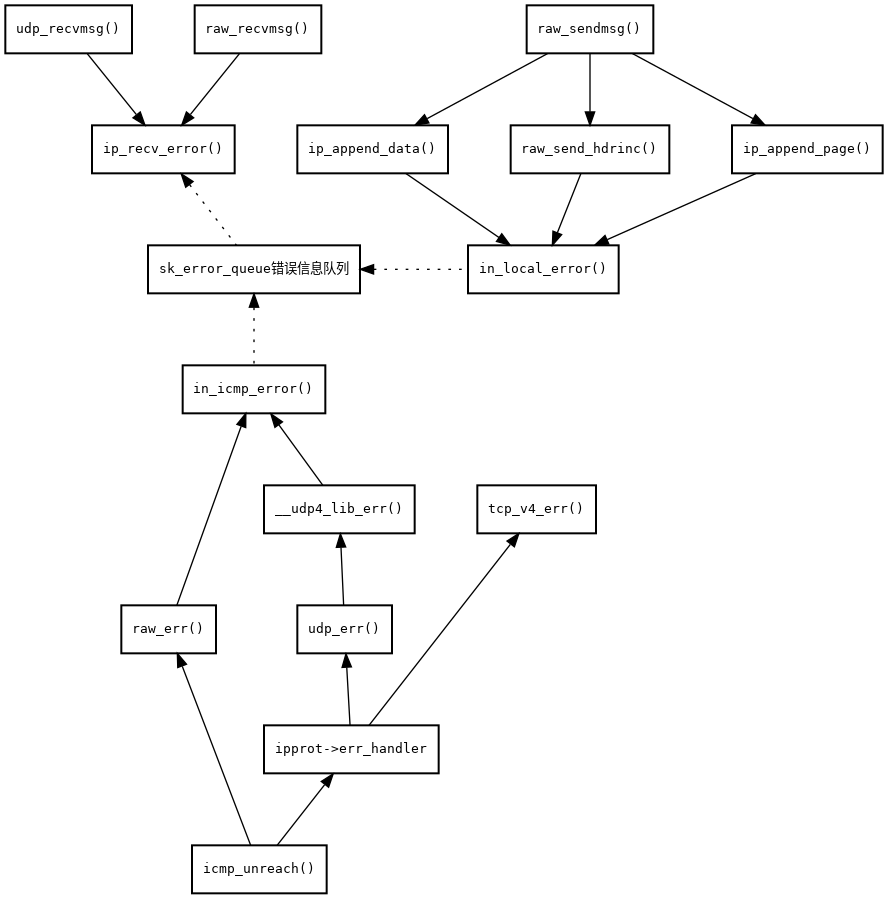 udp_recvmsg()
raw_recvmsg()
raw_sendmsg()
ip_recv_error()
ip_append_data()
raw_send_hdrinc()
ip_append_page()
sk_error_queue错误信息队列
in_local_error()
in_icmp_error()
__udp4_lib_err()
tcp_v4_err()
raw_err()
udp_err()
ipprot->err_handler
icmp_unreach()